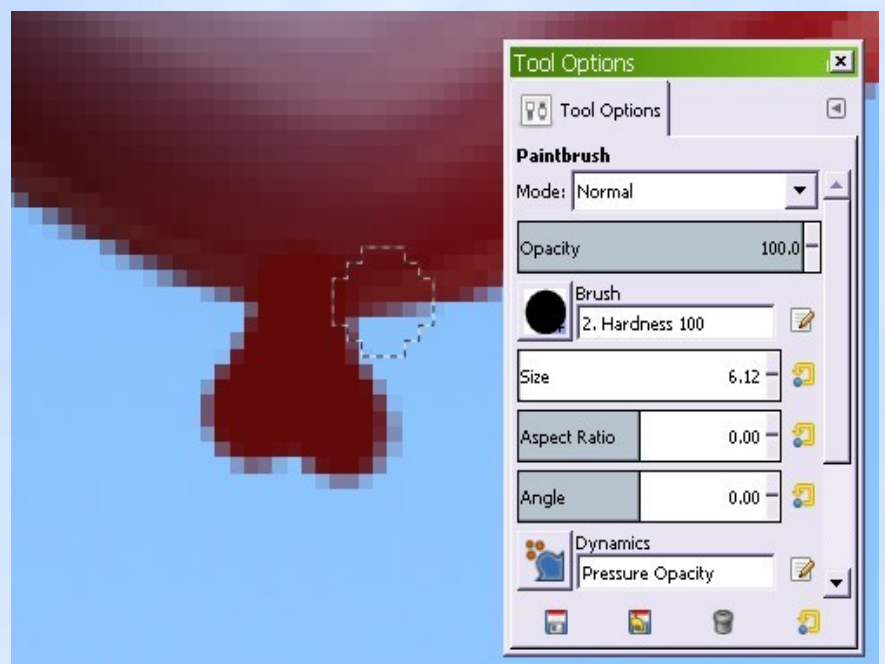 Tool Options
Tool Options
Paintbrush
Mode: Normal
Opacity 100.0
Brush
2. Hardness 100
Size 6.12
Aspect Ratio 0.00
Angle 0.00
Dynamics
Pressure Opacity